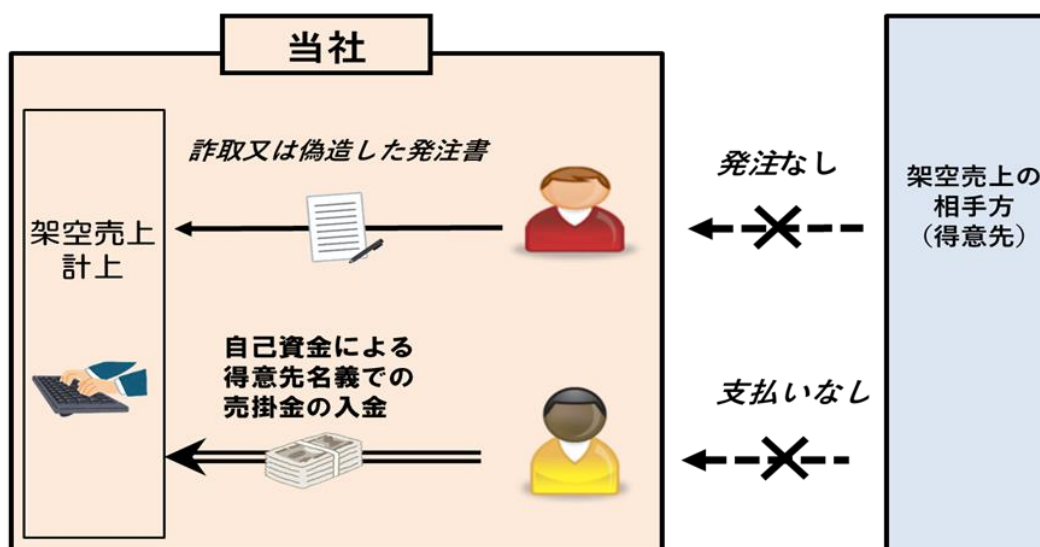 当社
詐取又は偽造した発注書
発注なし
架空売上の
相手方
（得意先）
架空売上
計上
自己資金による
得意先名義での
売掛金の入金
支払いなし